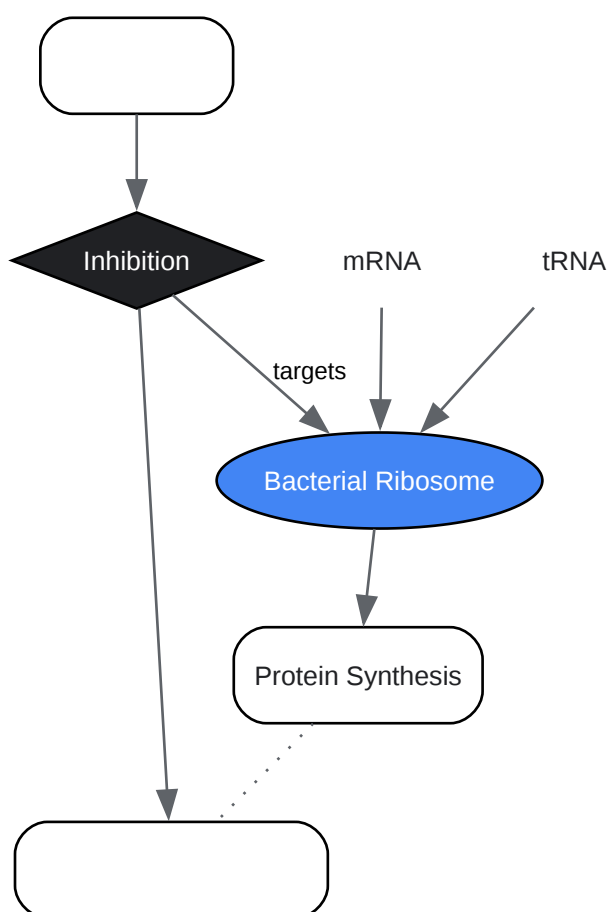 Inhibition
mRNA
tRNA
targets
Bacterial Ribosome
Protein Synthesis